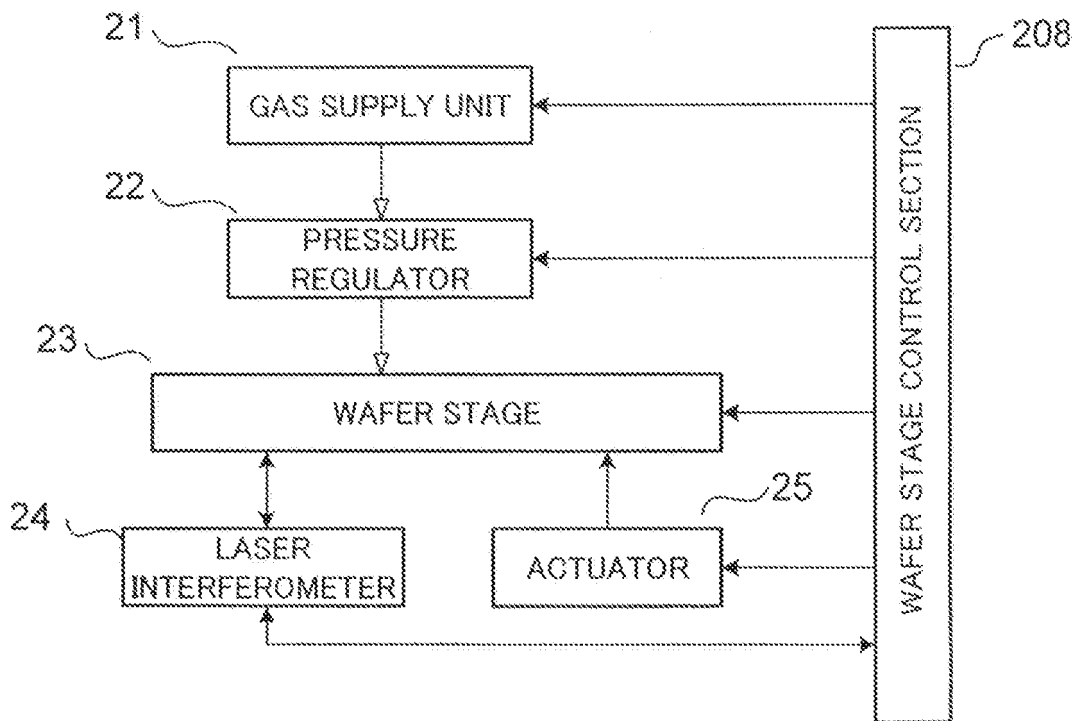 21
208
GAS SUPPLY UNIT
22
PRESSURE
REGULATOR
23
WAFER STAGE
25
24
LASER
INTERFEROMETER
ACTUATOR
WAFER STAGE CONTROL SECTION